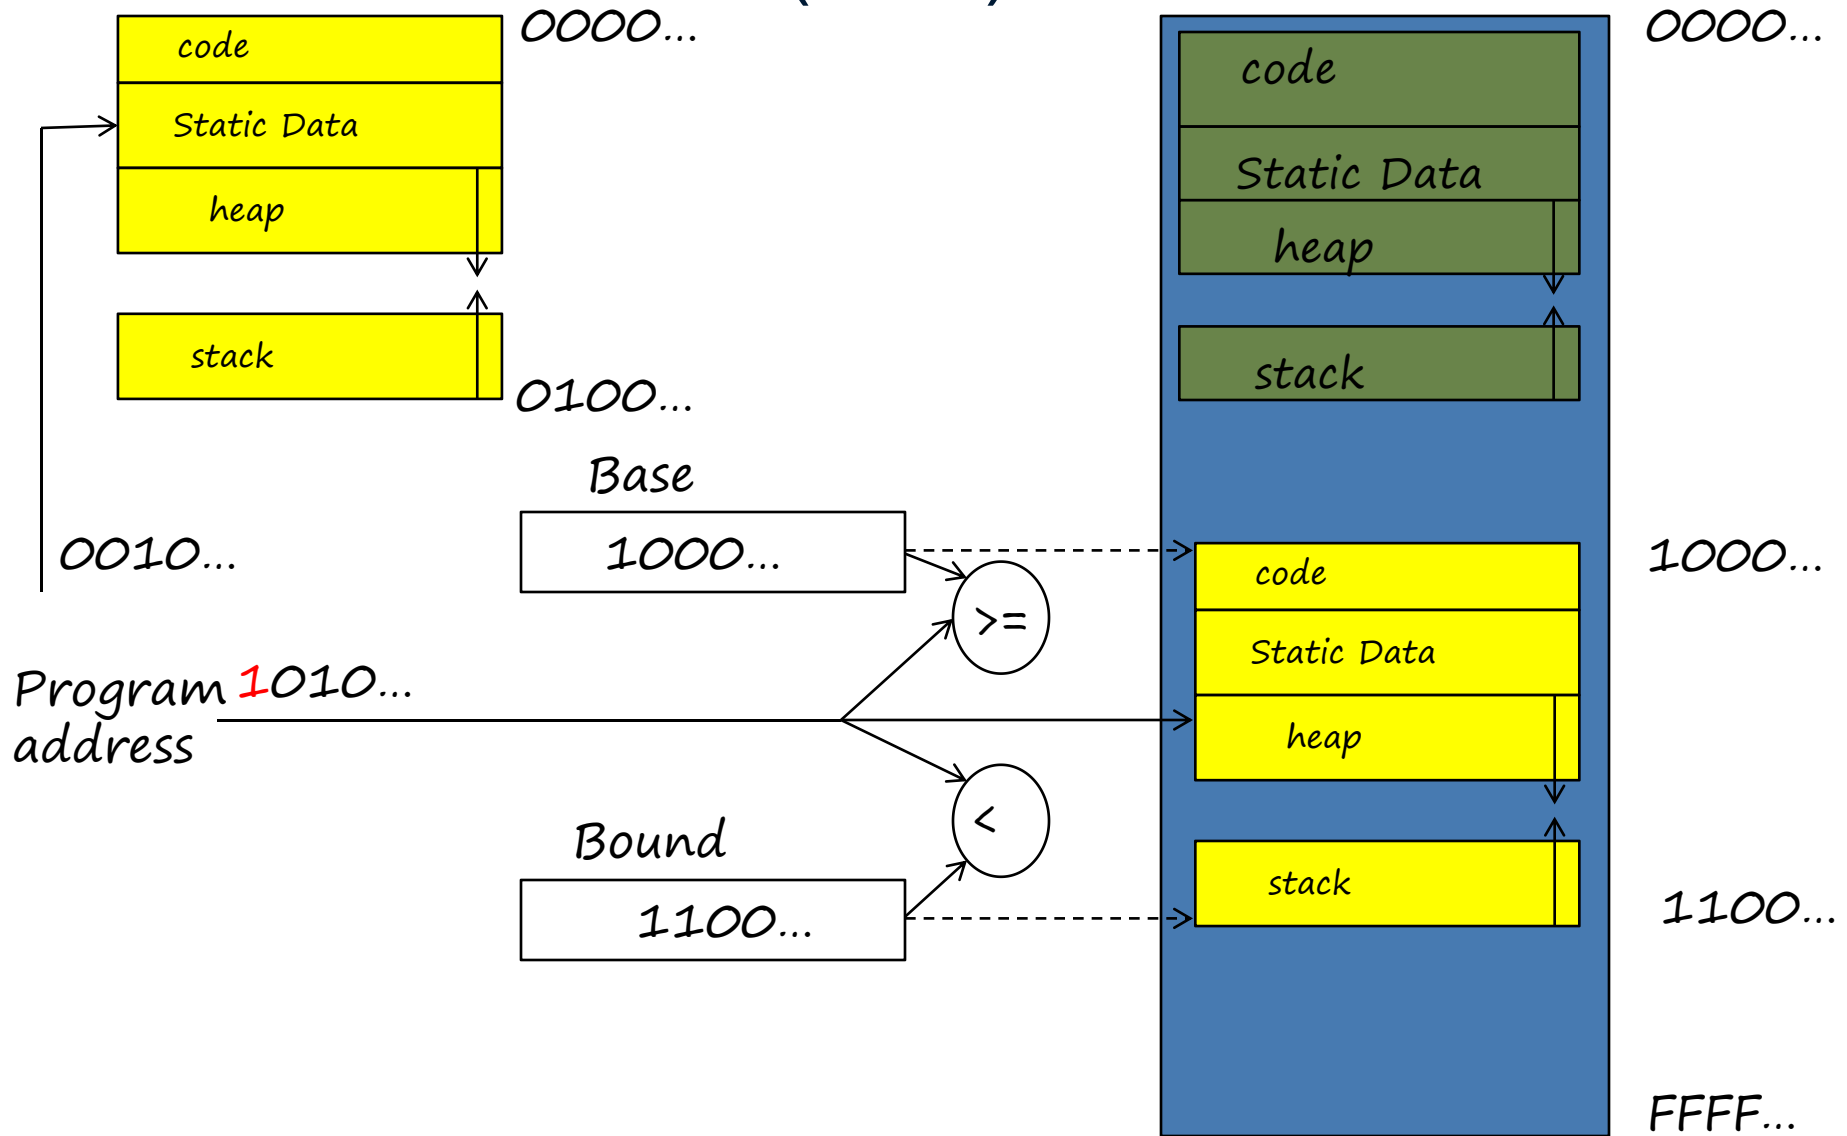 code
0000...
Static Data
heap
stack
0100...
0010...
Base
1000...
>=
Program 1010...
address
<
Bound
1100...
code
0000...
Static Data
heap
stack
code
1000...
Static Data
heap
stack
1100...
FFFF...